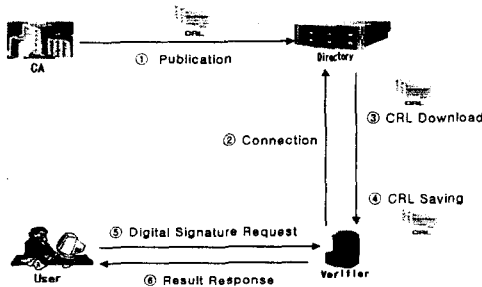 CRL
CA
① Publication
Directory
CRL
③ CRL Download
② Connection
④ CRL Saving
CRL
⑤ Digital Signature Request
User
⑥ Result Response
Verifier